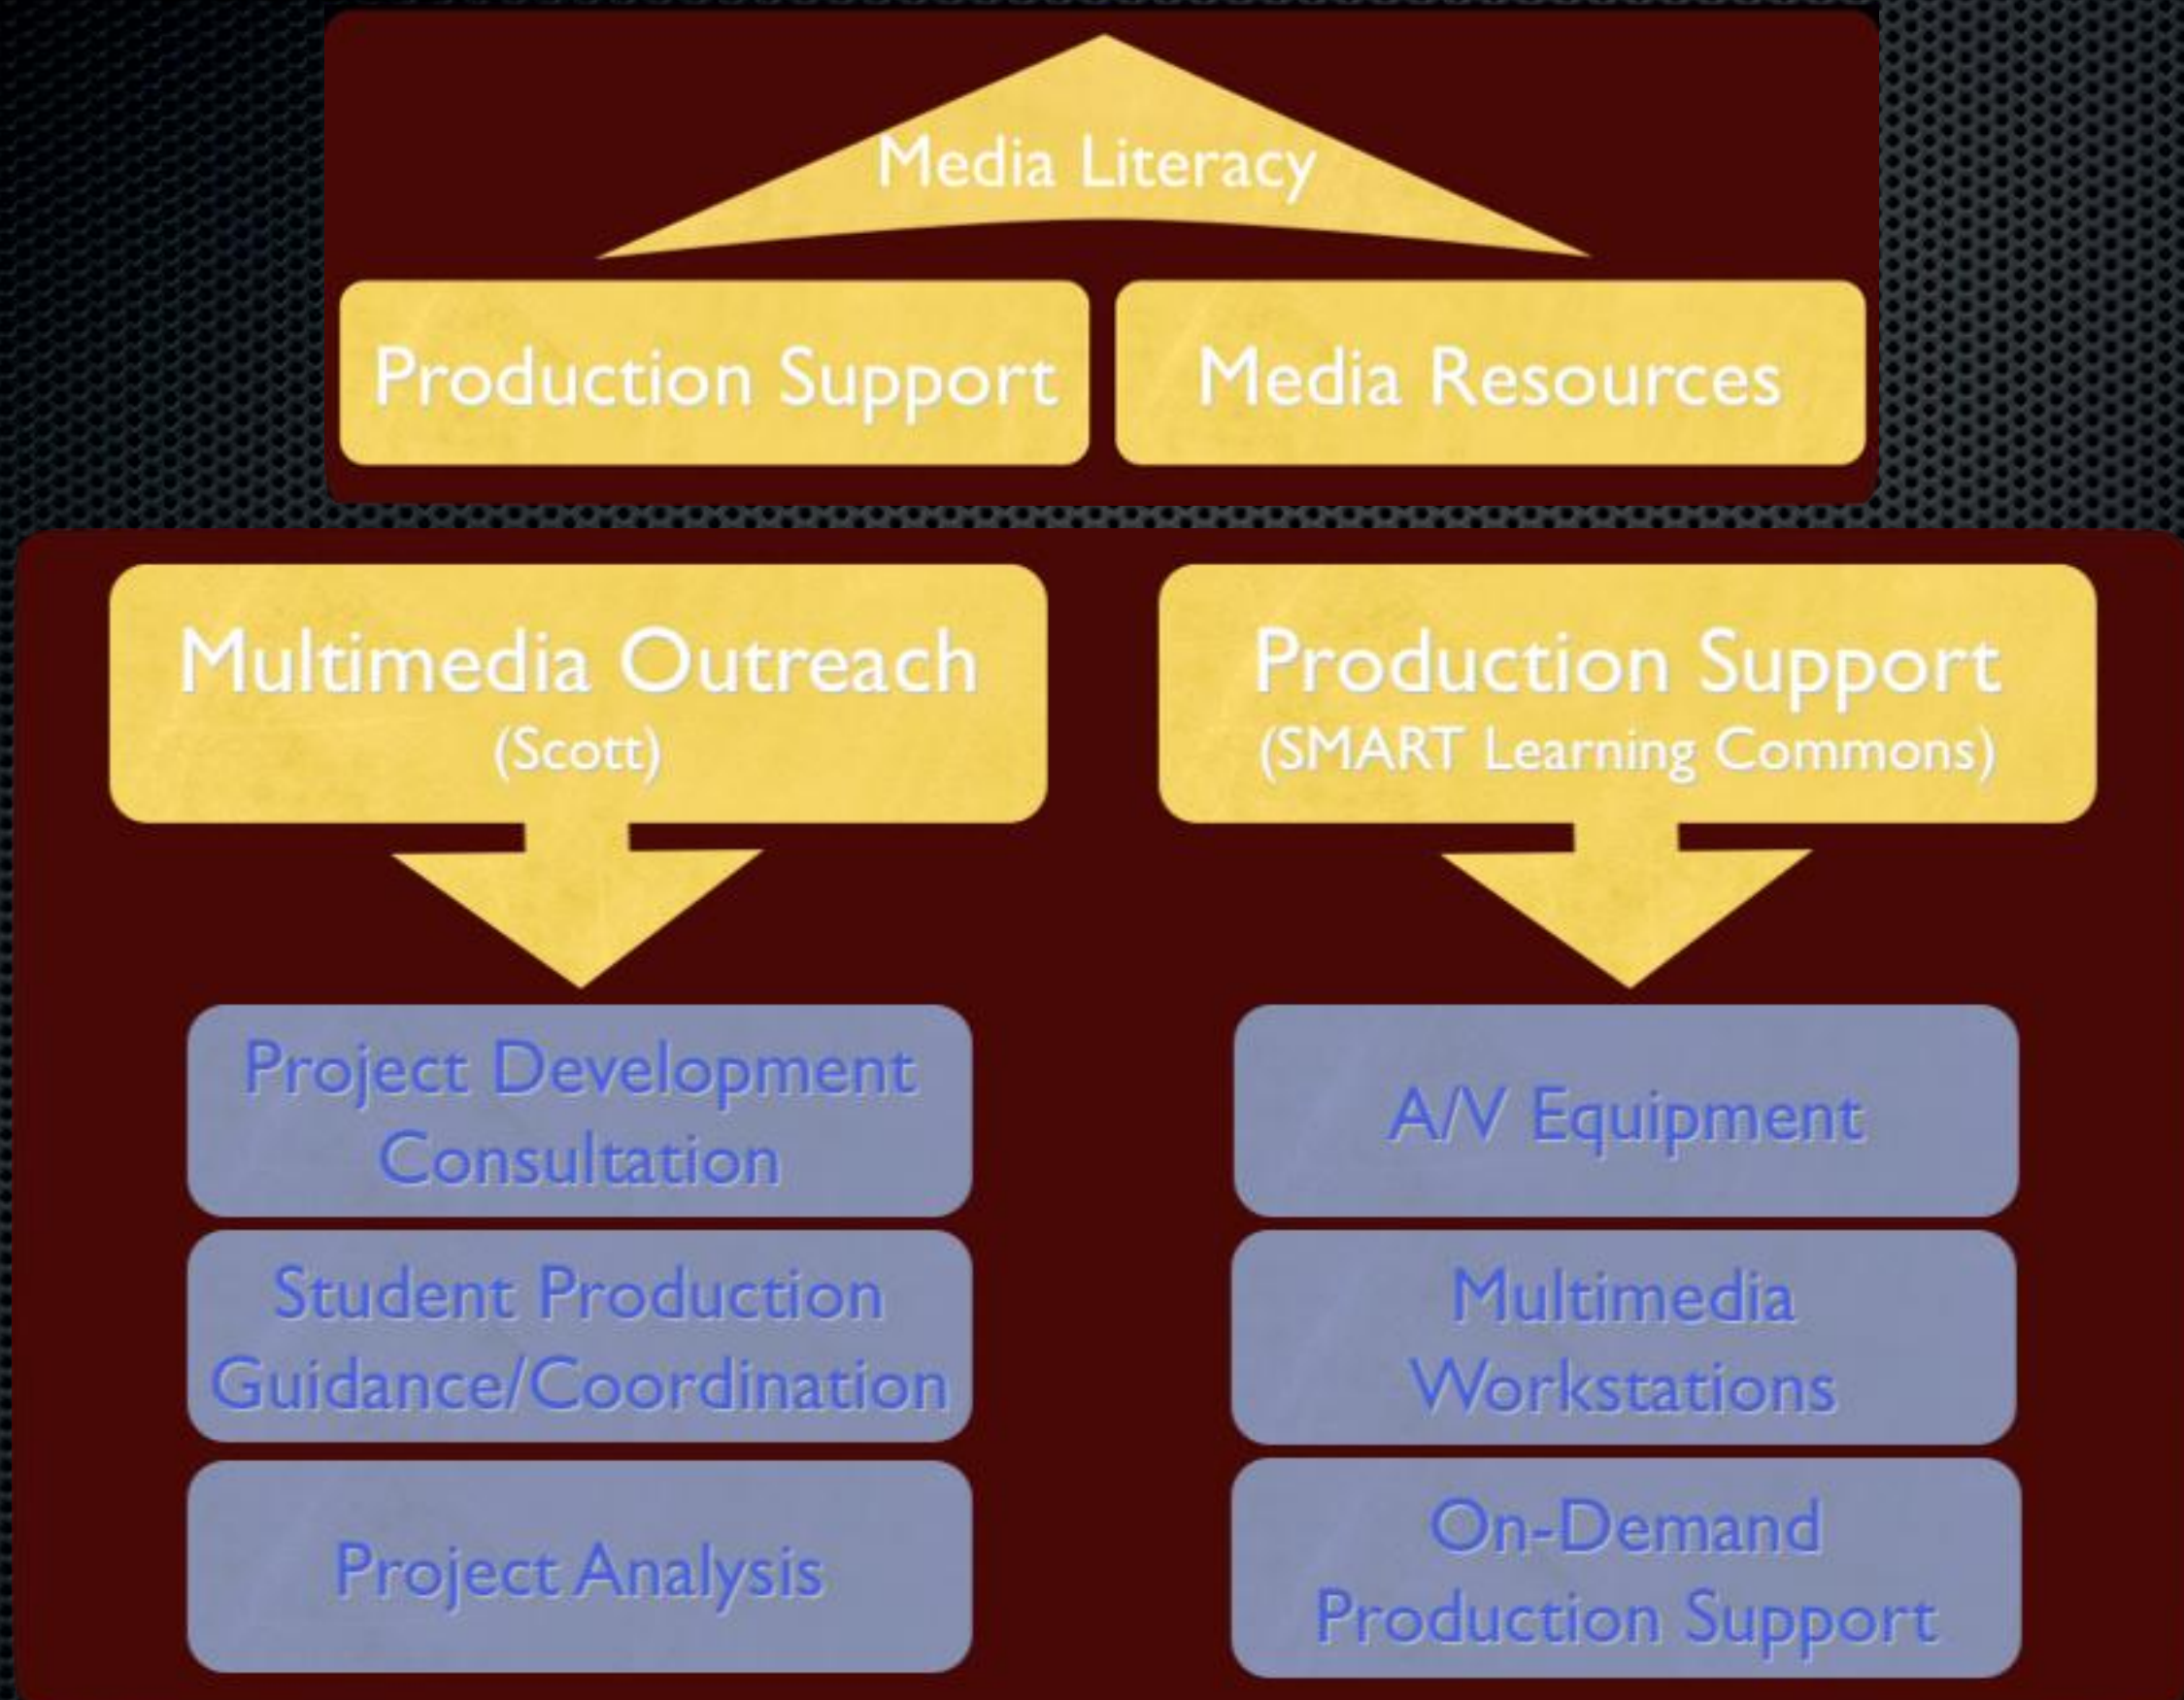 Media Literacy
Production Support
Media Resources
Multimedia Outreach
(Scott)
Production Support
(SMART Learning Commons)
Project Development
Consultation
Student Production
Guidance/Coordination
Project Analysis
A/V Equipment
Multimedia
Workstations
On-Demand
Production Support